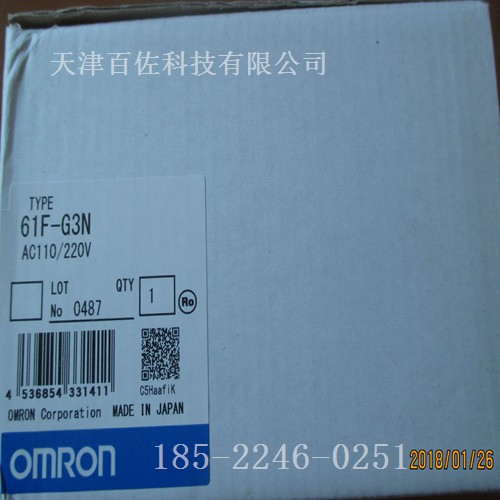 天津百佐科技有限公司
TYPE
61F-G3N
AC110/220V
LOT
No 0487
QTY
1
Ro
C5HaafiK
4 536854 331411
OMRON Corporation MADE IN JAPAN
OMRON
185-2246-0251
2018/01/26